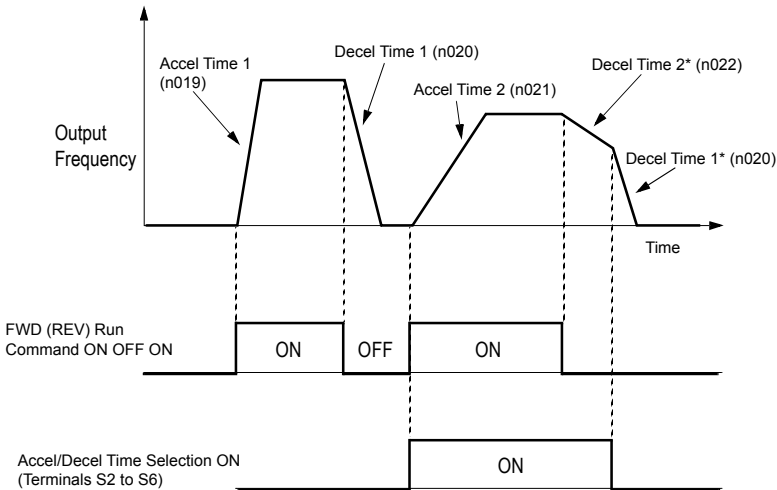 Accel Time 1
(n019)
Decel Time 1 (n020)
Accel Time 2 (n021)
Decel Time 2* (n022)
Decel Time 1* (n020)
Output
Frequency
Time
FWD (REV) Run
Command ON OFF ON
ON
OFF
ON
Accel/Decel Time Selection ON
(Terminals S2 to S6)
ON